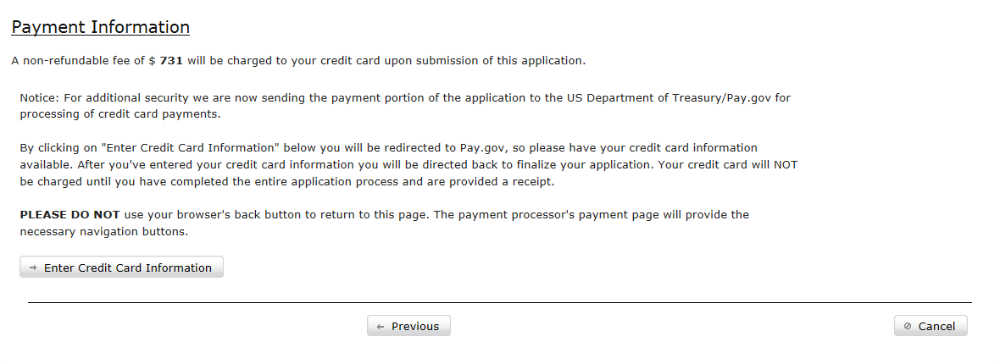 Payment Information
A non-refundable fee of $ 731 will be charged to your credit card upon submission of this application.
Notice: For additional security we are now sending the payment portion of the application to the US Department of Treasury/Pay.gov for
processing of credit card payments.
By clicking on "Enter Credit Card Information" below you will be redirected to Pay.gov, so please have your credit card information
available. After you've entered your credit card information you will be directed back to finalize your application. Your credit card will NOT
be charged until you have completed the entire application process and are provided a receipt.
PLEASE DO NOT use your browser's back button to return to this page. The payment processor's payment page will provide the
necessary navigation buttons.
Enter Credit Card Information
Previous Cancel